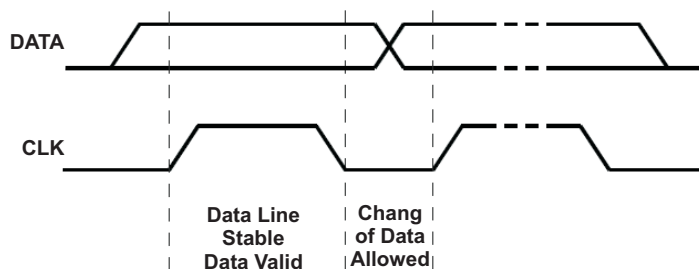 DATA
CLK
Data Line
Stable
Data Valid
Chang
of Data
Allowed